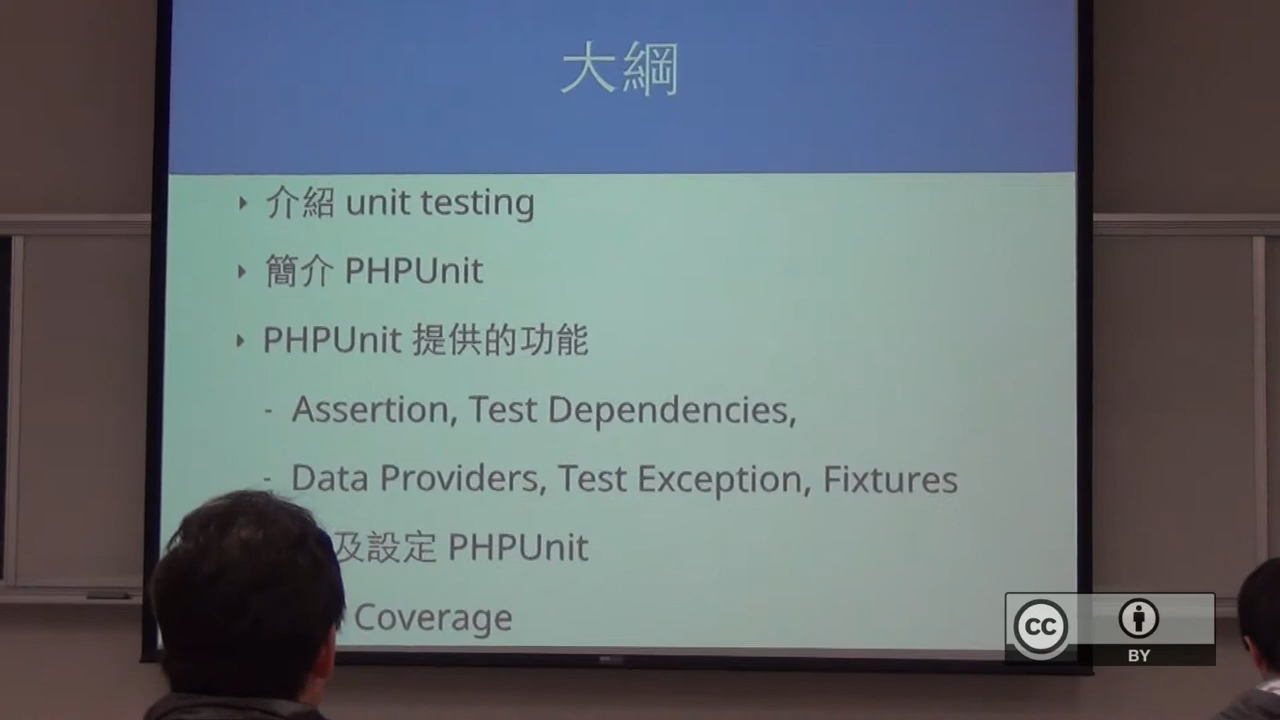 大綱
介紹 unit testing
簡介 PHPUnit
PHPUnit 提供的功能
- Assertion, Test Dependencies,
- Data Providers, Test Exception, Fixtures
及設定 PHPUnit
Coverage
CC
BY